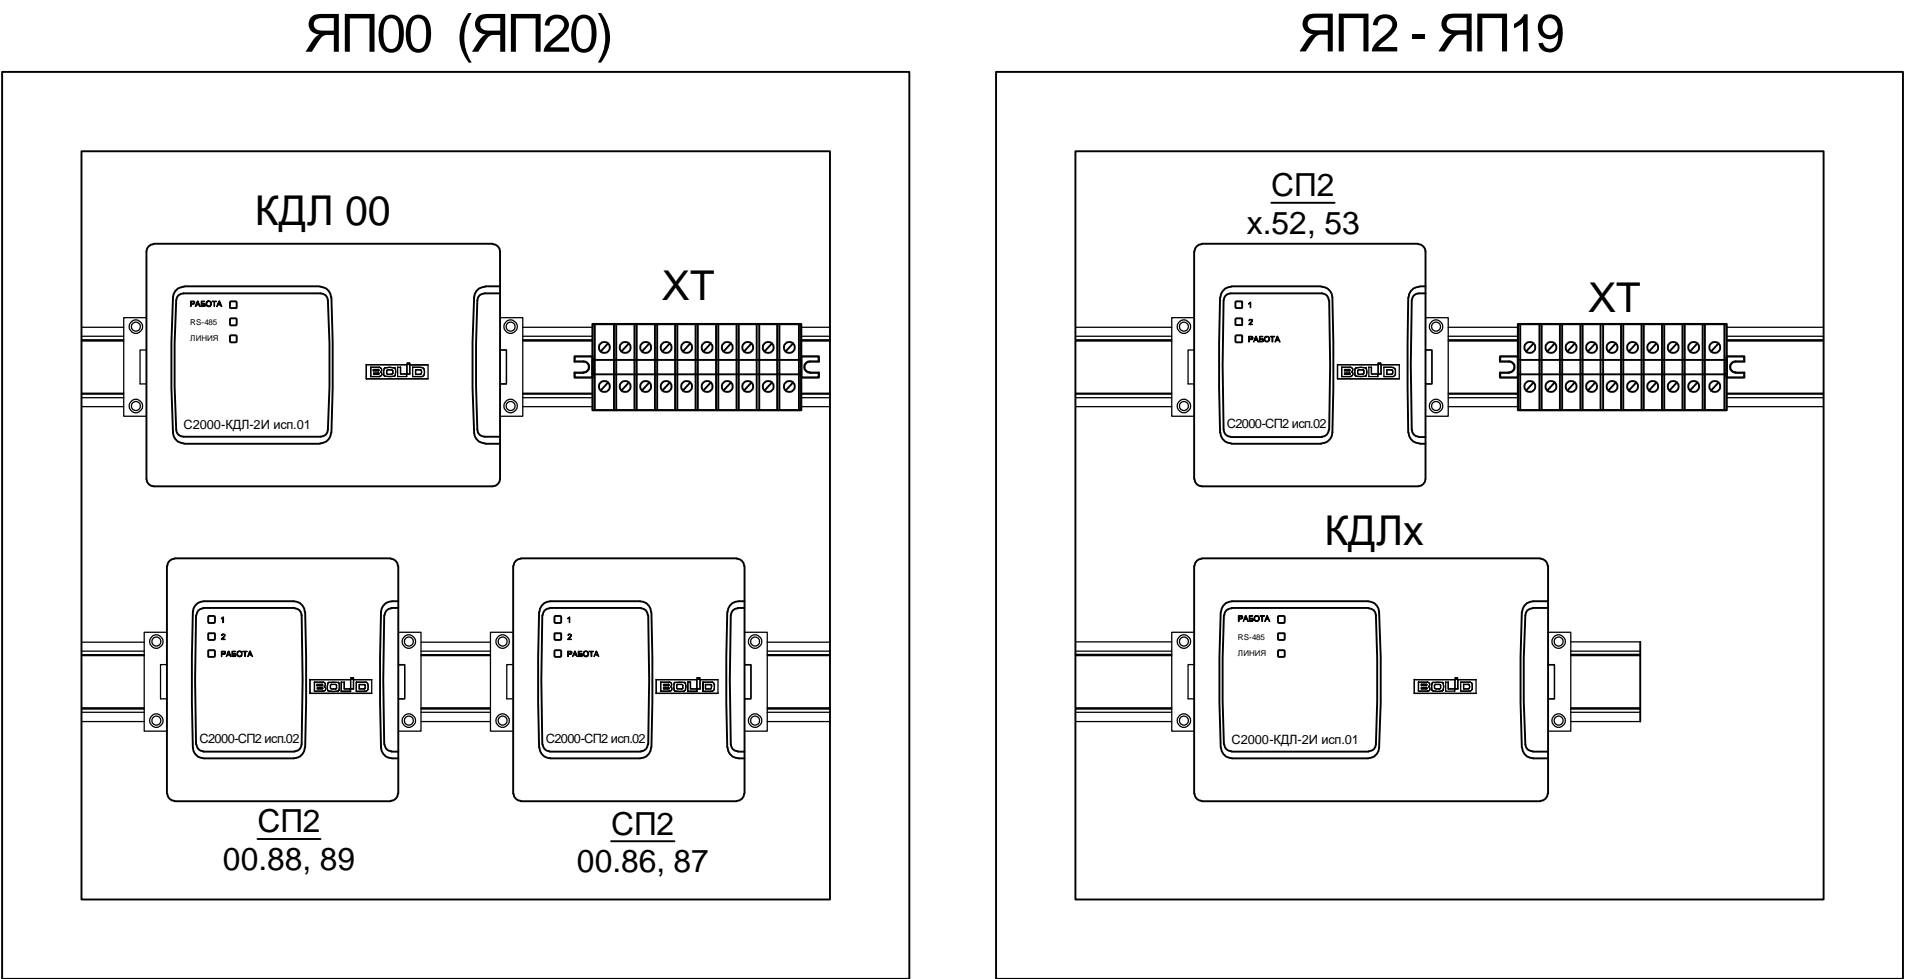 ЯП00 (ЯП20)
КДЛ 00
ХТ
РАБОТА
RS-485
ЛИНИЯ
BOLID
С2000-КДЛ-2И исп.01
1
2
РАБОТА
BOLID
С2000-СП2 исп.02
СП2
00.88, 89
1
2
РАБОТА
BOLID
С2000-СП2 исп.02
СП2
00.86, 87
ЯП2 - ЯП19
СП2
х.52, 53
ХТ
1
2
РАБОТА
BOLID
С2000-СП2 исп.02
КДЛх
РАБОТА
RS-485
ЛИНИЯ
BOLID
С2000-КДЛ-2И исп.01